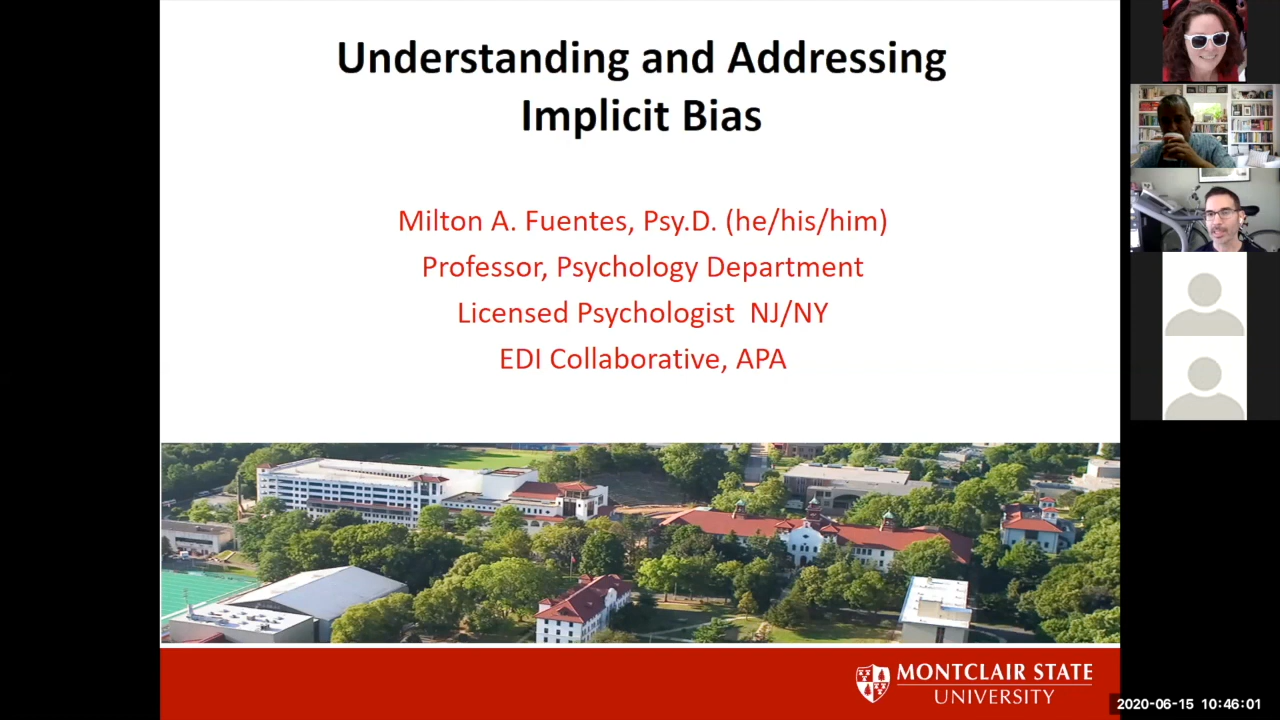 Understanding and Addressing
Implicit Bias
Milton A. Fuentes, Psy.D. (he/his/him)
Professor, Psychology Department
Licensed Psychologist  NJ/NY
EDI Collaborative, APA
MONTCLAIR STATE
UNIVERSITY
2020-06-15 10:46:01